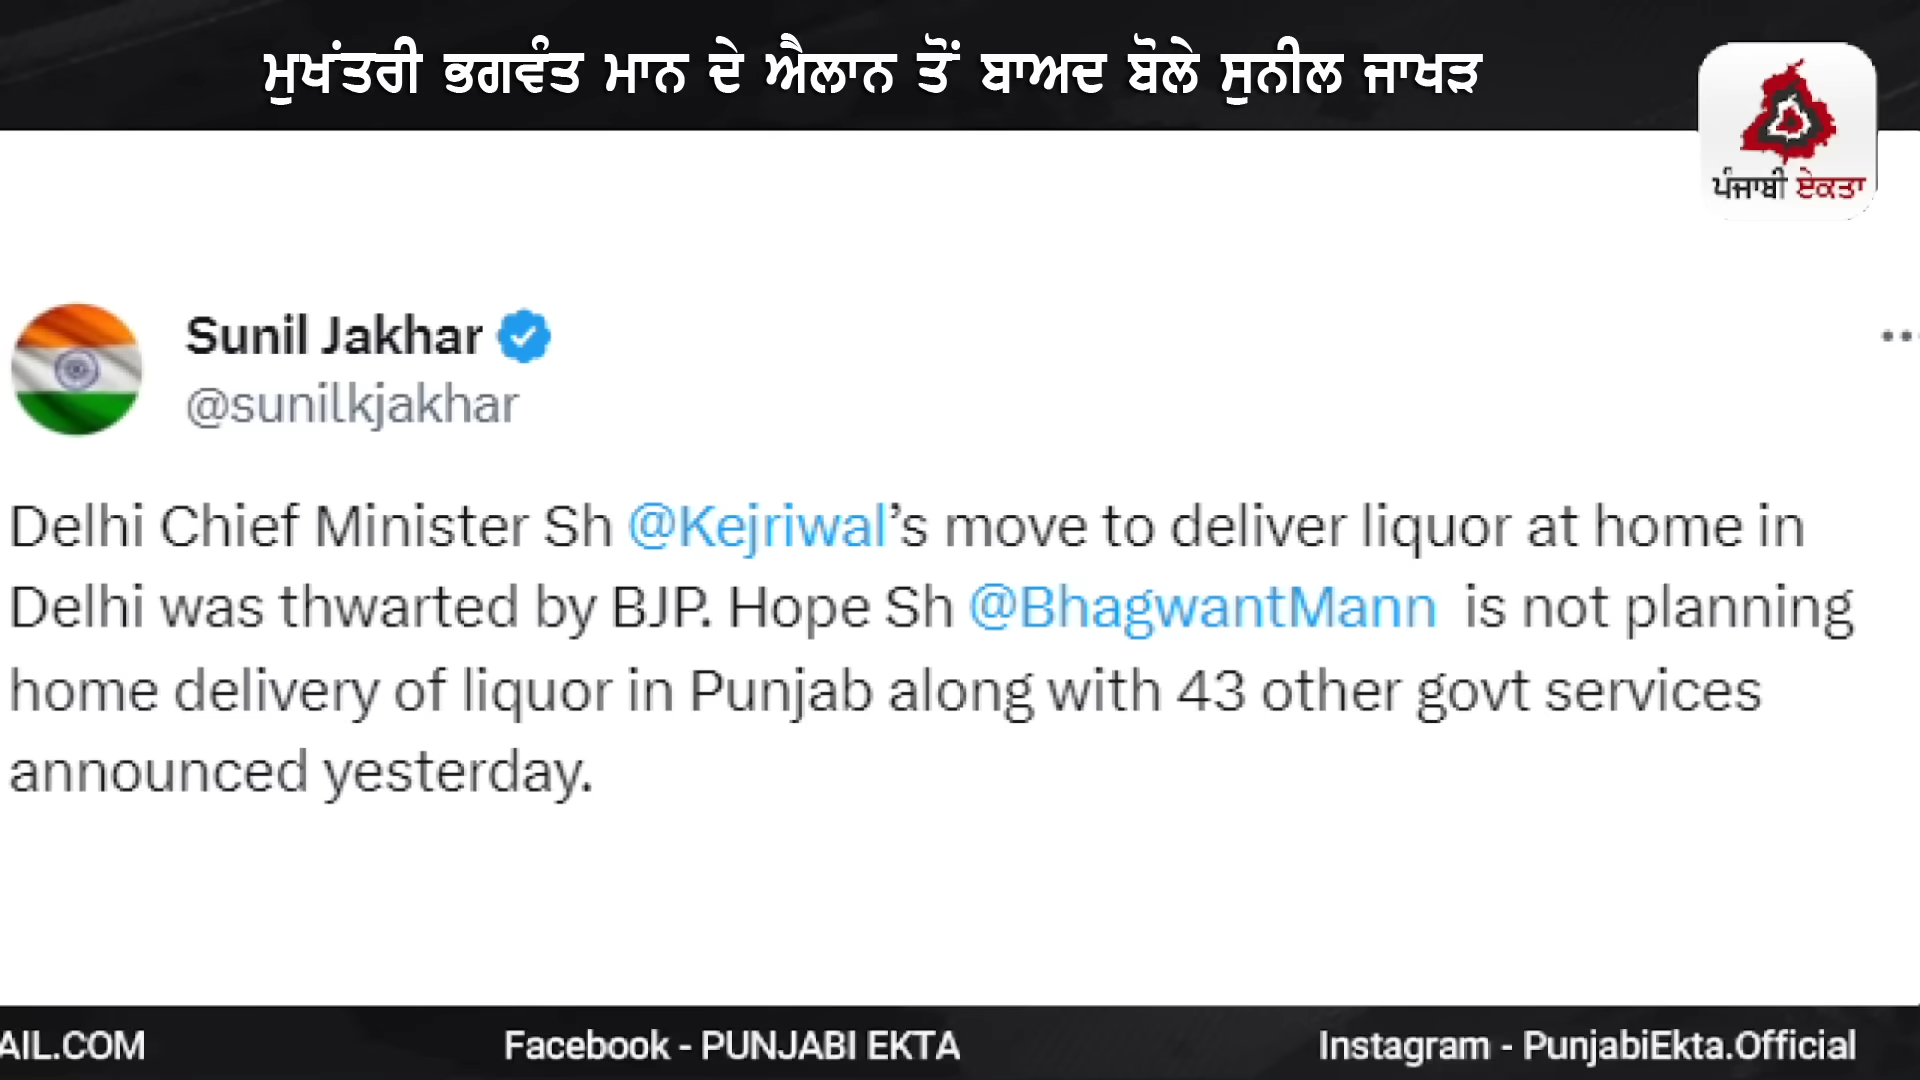 ਮੁਖੰਤਰੀ ਭਗਵੰਤ ਮਾਨ ਦੇ ਐਲਾਨ ਤੋਂ ਬਾਅਦ ਬੋਲੇ ਸੁਨੀਲ ਜਾਖੜ
ਪੰਜਾਬੀ ਏਕਤਾ
Sunil Jakhar
@sunilkjakhar
Delhi Chief Minister Sh @Kejriwal’s move to deliver liquor at home in
Delhi was thwarted by BJP. Hope Sh @BhagwantMann is not planning
home delivery of liquor in Punjab along with 43 other govt services
announced yesterday.
AIL.COM Facebook - PUNJABI EKTA Instagram - PunjabiEkta.Official